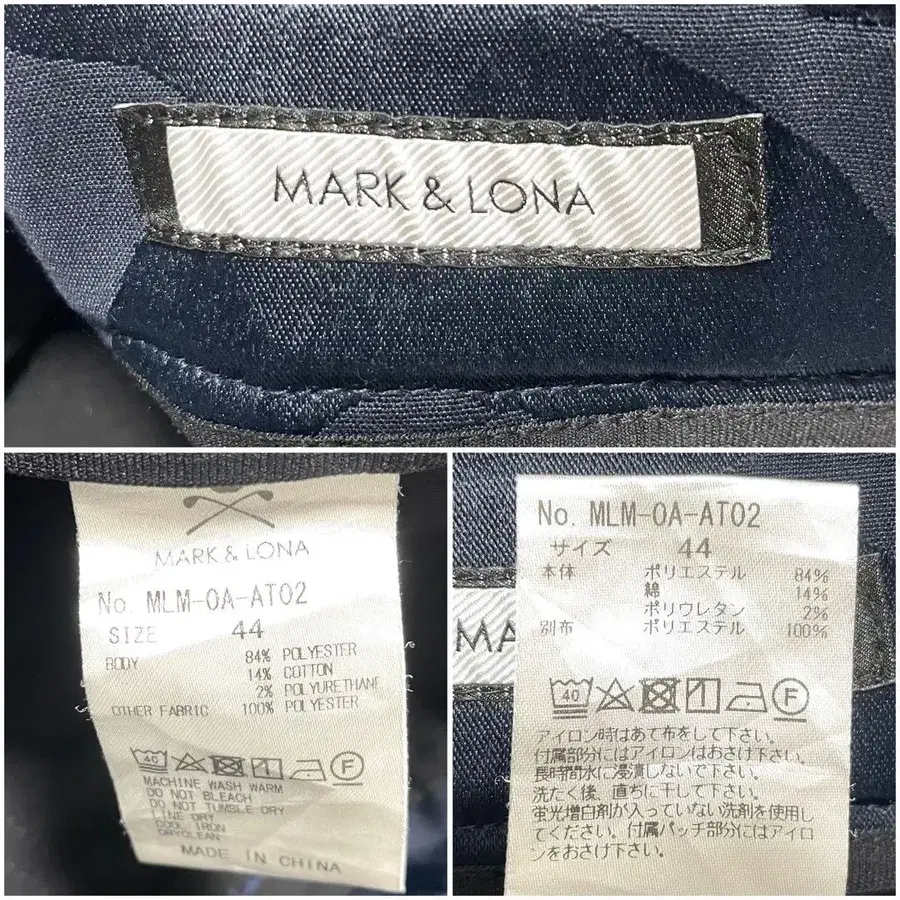 MARK & LONA
MARK & LONA
No. MLM-0A-AT02
SIZE 44
BODY 84% POLYESTER
14% COTTON
2% POLYURETHANE
OTHER FABRIC 100% POLYESTER
40
F
MACHINE WASH WARM
DO NOT BLEACH
DO NOT TUMBLE DRY
LINE DRY
COOL IRON
DRYCLEAN
MADE IN CHINA
No. MLM-0A-AT02
サイズ 44
本体 ポリエステル 84%
綿 14%
ポリウレタン 2%
別布 ポリエステル 100%
MA
40
F
アイロン時はあて布をして下さい。
付属部分にはアイロンはおさけ下さい。
長時間水に浸漬しないで下さい。
洗たく後、直ちに干して下さい。
蛍光増白剤が入っていない洗剤を使用し
てください。付属パッチ部分にはアイロ
ンをおさけ下さい。